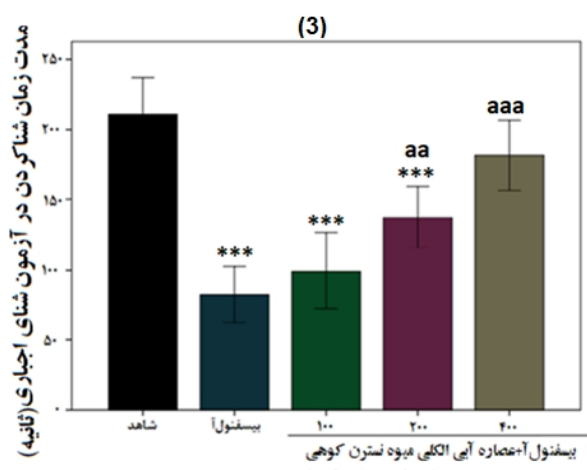 (3)
مدت زمان شناکردن در آزمون شنای اجباری(ثانیه)
۲۵۰
۲۰۰
۱۵۰
۱۰۰
۵۰
۰
***
***
aa
***
aaa
شاهد
بیسفنول‌آ
۱۰۰
۲۰۰
۴۰۰
بیسفنول‌آ+عصاره آبی الکلی میوه نسترن کوهی